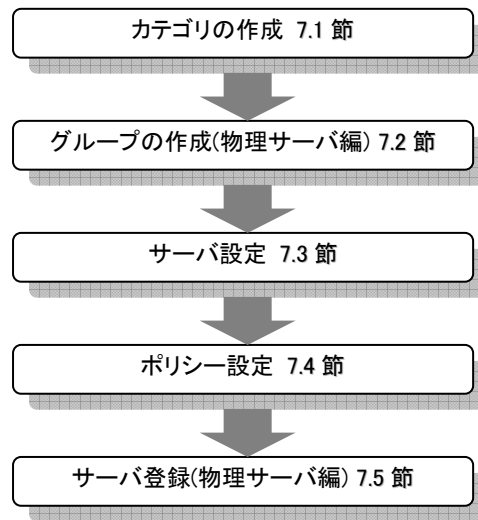 カテゴリの作成 7.1 節
グループの作成(物理サーバ編) 7.2 節
サーバ設定 7.3 節
ポリシー設定 7.4 節
サーバ登録(物理サーバ編) 7.5 節